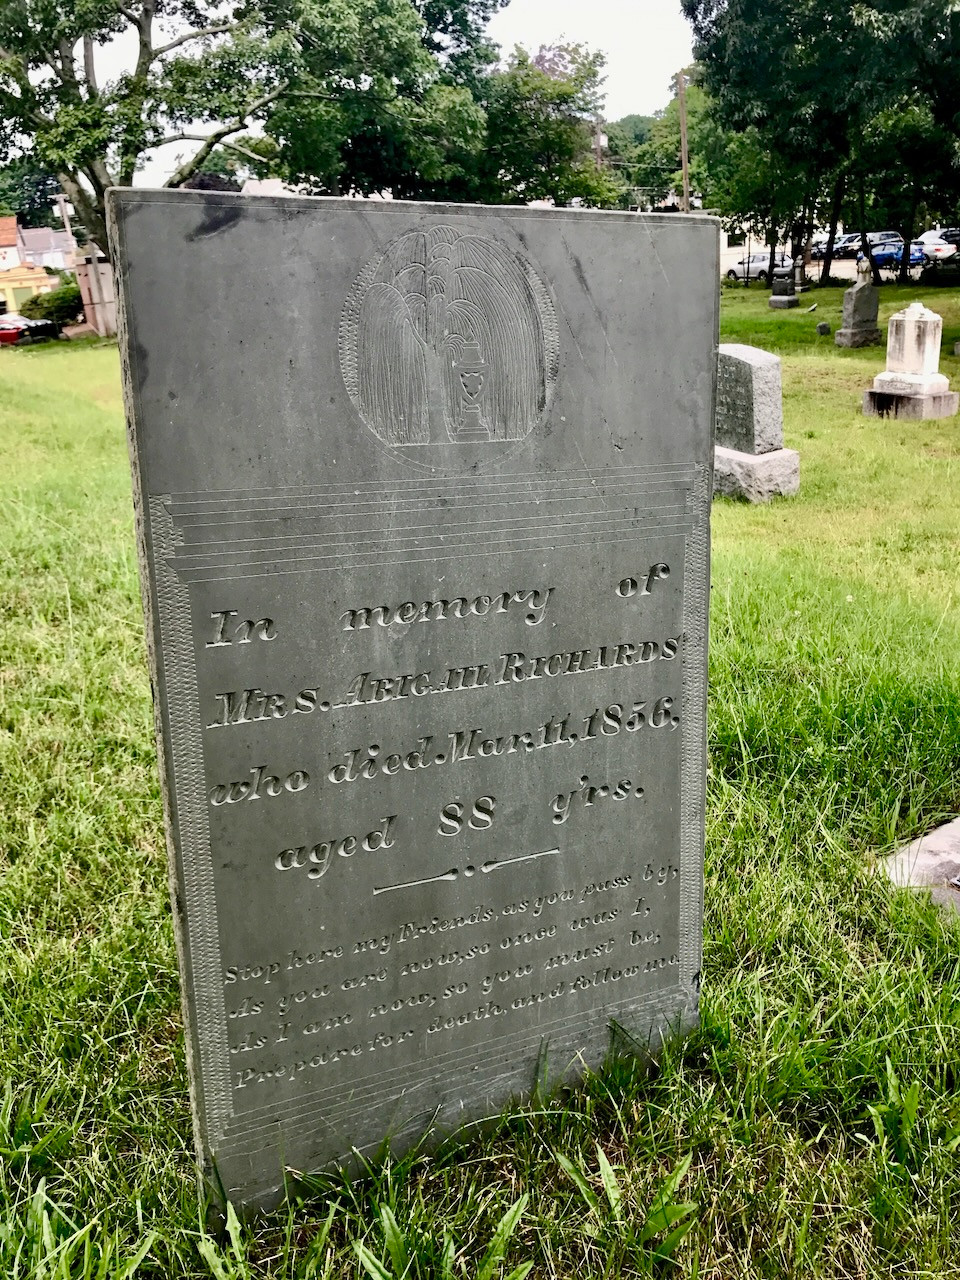 In memory of
MRS. ABIGAIL RICHARDS
who died Mar. 11, 1856,
aged 88 y'rs.
Stop here my Friends, as you pass by,
As you are now, so once was I,
As I am now, so you must be,
Prepare for death, and follow me.